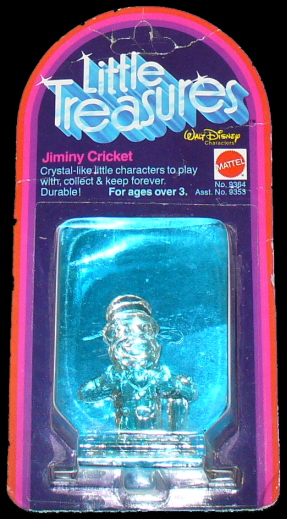 Little
Treasures
Walt Disney
Characters
Jiminy Cricket
Crystal-like little characters to play
with, collect & keep forever.
Durable! For ages over 3.
MATTEL
No. 9364
Asst. No. 9353